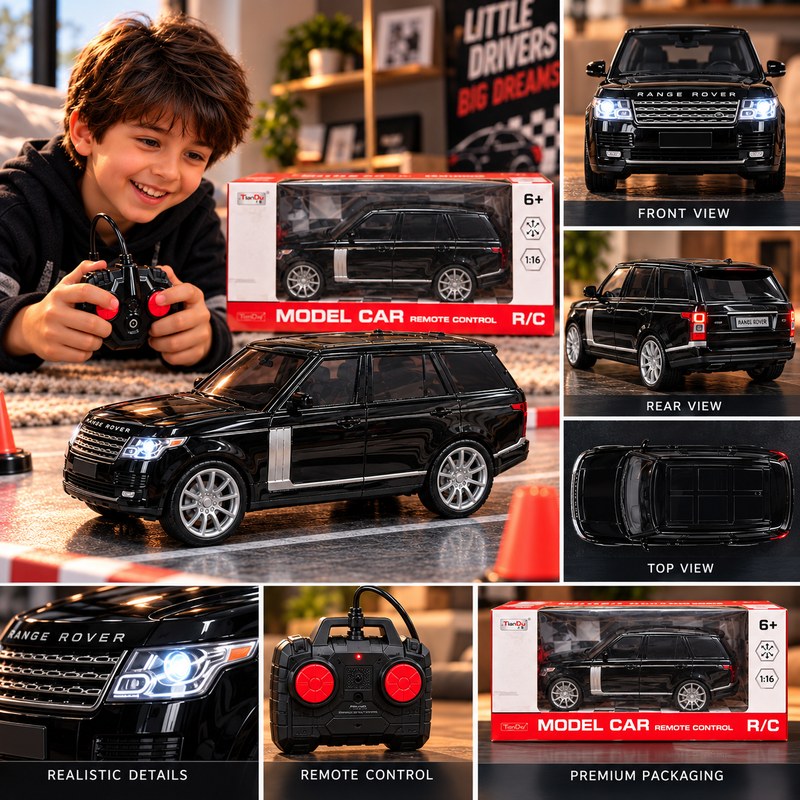 LITTLE
DRIVERS
BIG DREAMS
TianDu
6+
1:16
TianDu
MODEL CAR REMOTE CONTROL R/C
RANGE ROVER
RANGE ROVER
FRONT VIEW
RANGE ROVER
REAR VIEW
TOP VIEW
RANGE ROVER
REALISTIC DETAILS
REMOTE CONTROL
TianDu
6+
1:16
TianDu
MODEL CAR REMOTE CONTROL R/C
PREMIUM PACKAGING